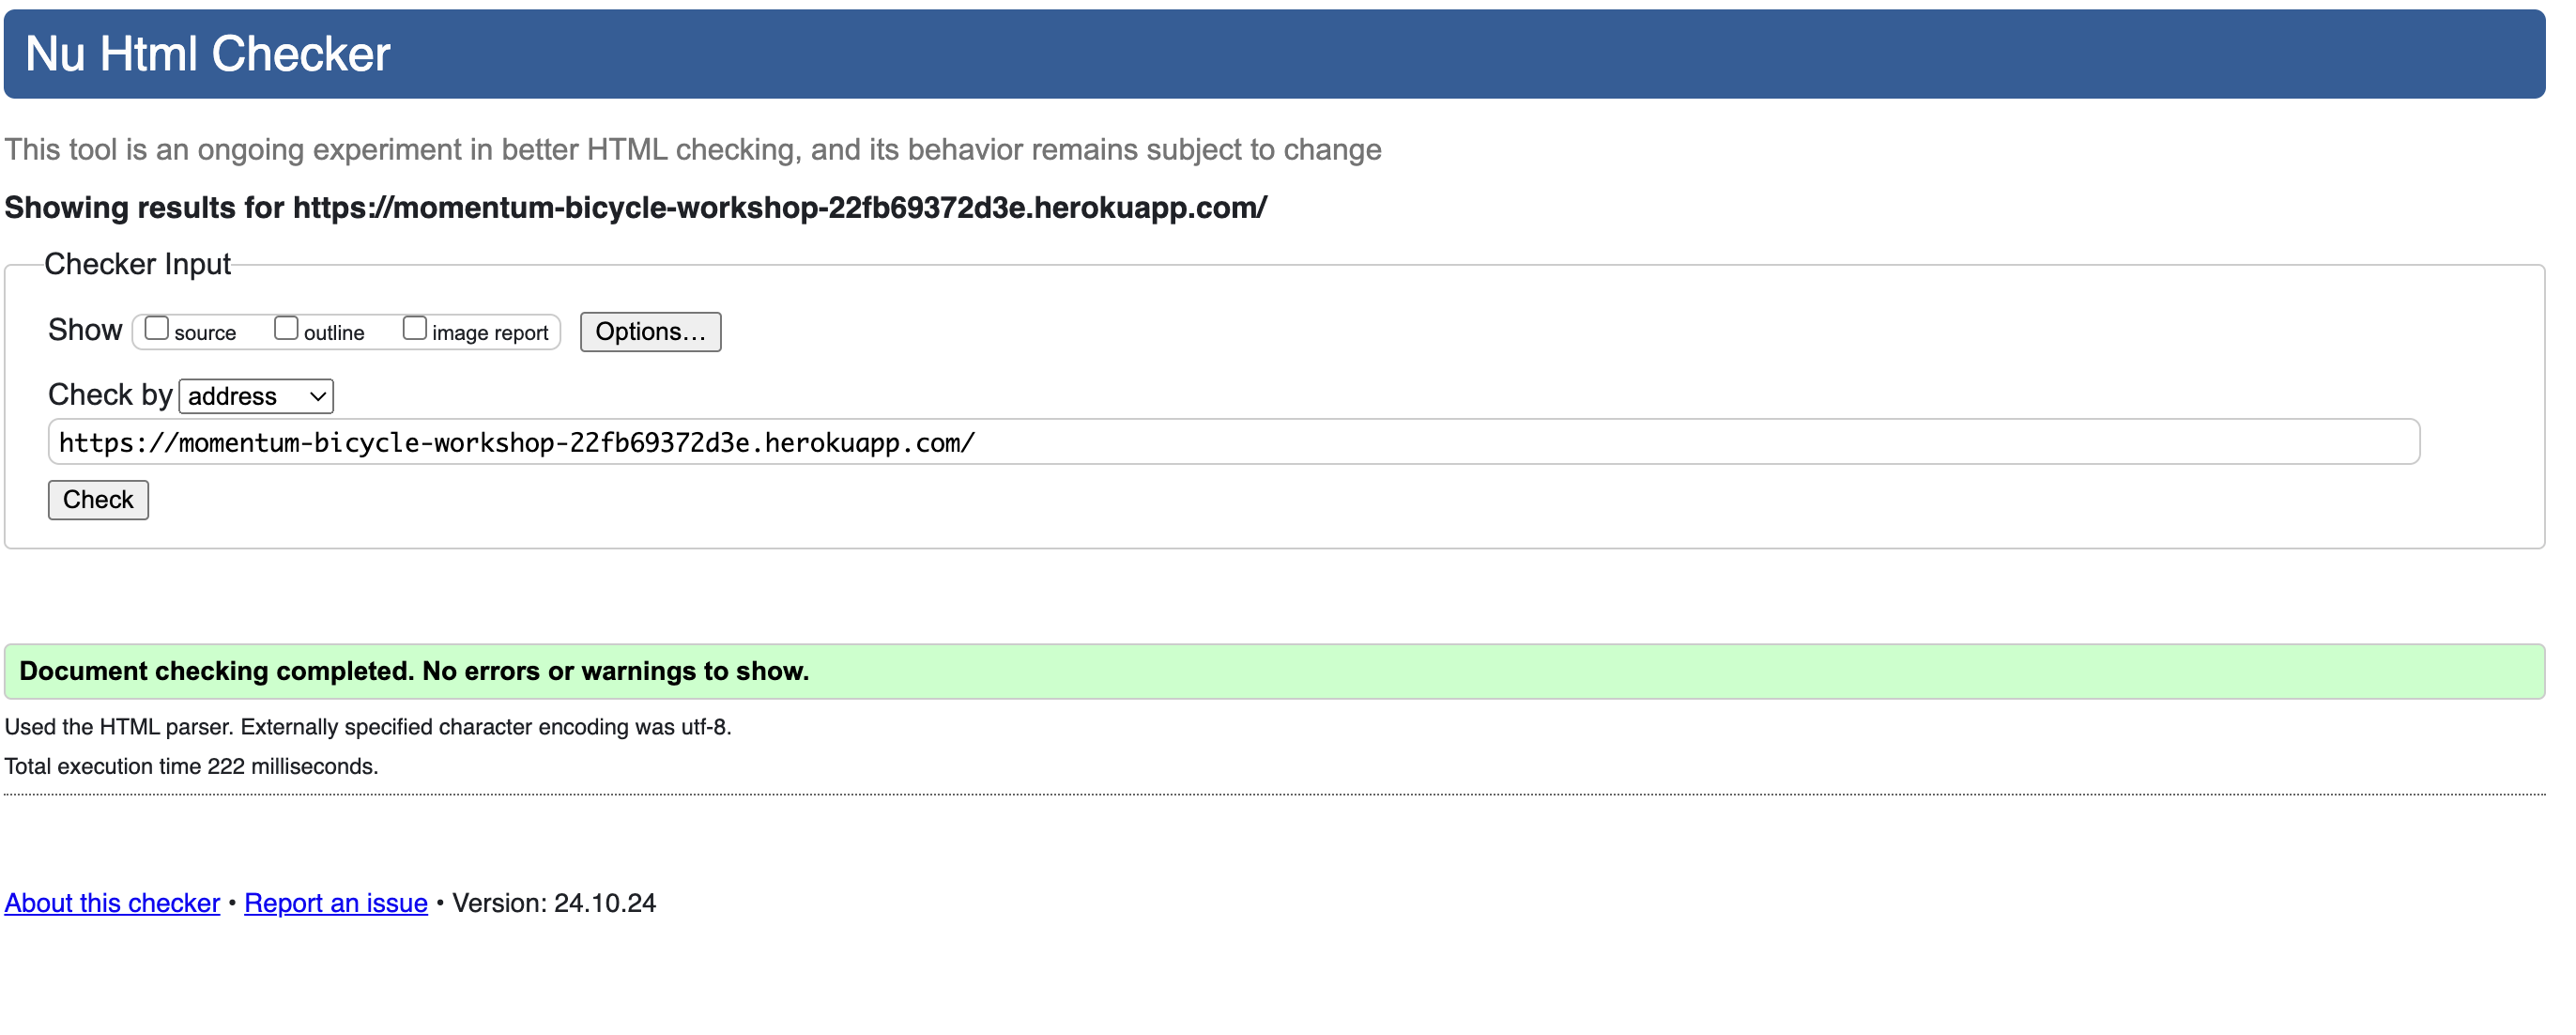 Nu Html Checker
This tool is an ongoing experiment in better HTML checking, and its behavior remains subject to change
Showing results for https://momentum-bicycle-workshop-22fb69372d3e.herokuapp.com/
Checker Input
Show source outline image report Options...
Check by address
https://momentum-bicycle-workshop-22fb69372d3e.herokuapp.com/
Check
Document checking completed. No errors or warnings to show.
Used the HTML parser. Externally specified character encoding was utf-8.
Total execution time 222 milliseconds.
About this checker • Report an issue • Version: 24.10.24